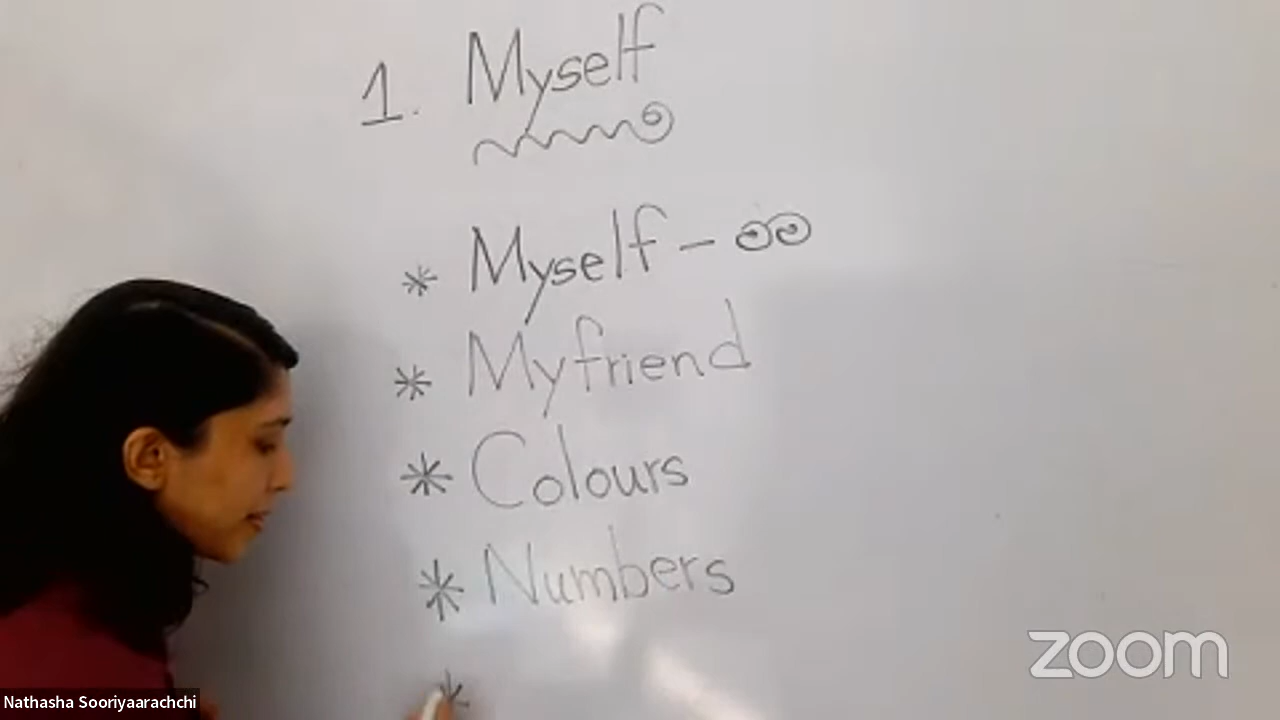 1. Myself
* Myself - මම
* My friend
* Colours
* Numbers
*
zoom
Nathasha Sooriyaarachchi